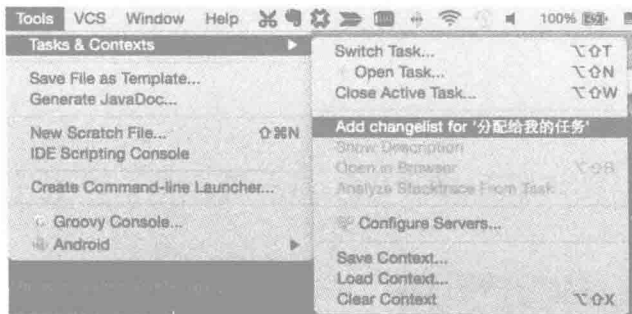 Tools VCS Window Help 100%
Tasks & Contexts
Save File as Template...
Generate JavaDoc...
New Scratch File... ⇧⌘N
IDE Scripting Console
Create Command-line Launcher...
Groovy Console...
Android
Switch Task... ⌥⇧T
Open Task... ⌥⇧N
Close Active Task... ⌥⇧W
Add changelist for '分配给我的任务'
Show Description
Open in Browser ⌥⇧B
Analyze Stacktrace From Task...
Configure Servers...
Save Context...
Load Context...
Clear Context ⌥⇧X